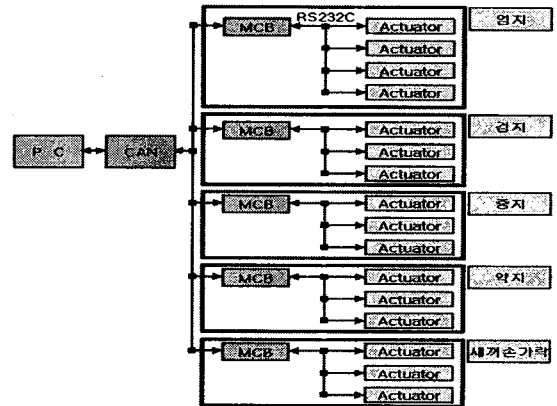 RS232C
MCB
Actuator
엄지
Actuator
Actuator
Actuator
P C
CAN
MCB
Actuator
검지
Actuator
Actuator
MCB
Actuator
중지
Actuator
Actuator
MCB
Actuator
약지
Actuator
Actuator
MCB
Actuator
새끼손가락
Actuator
Actuator